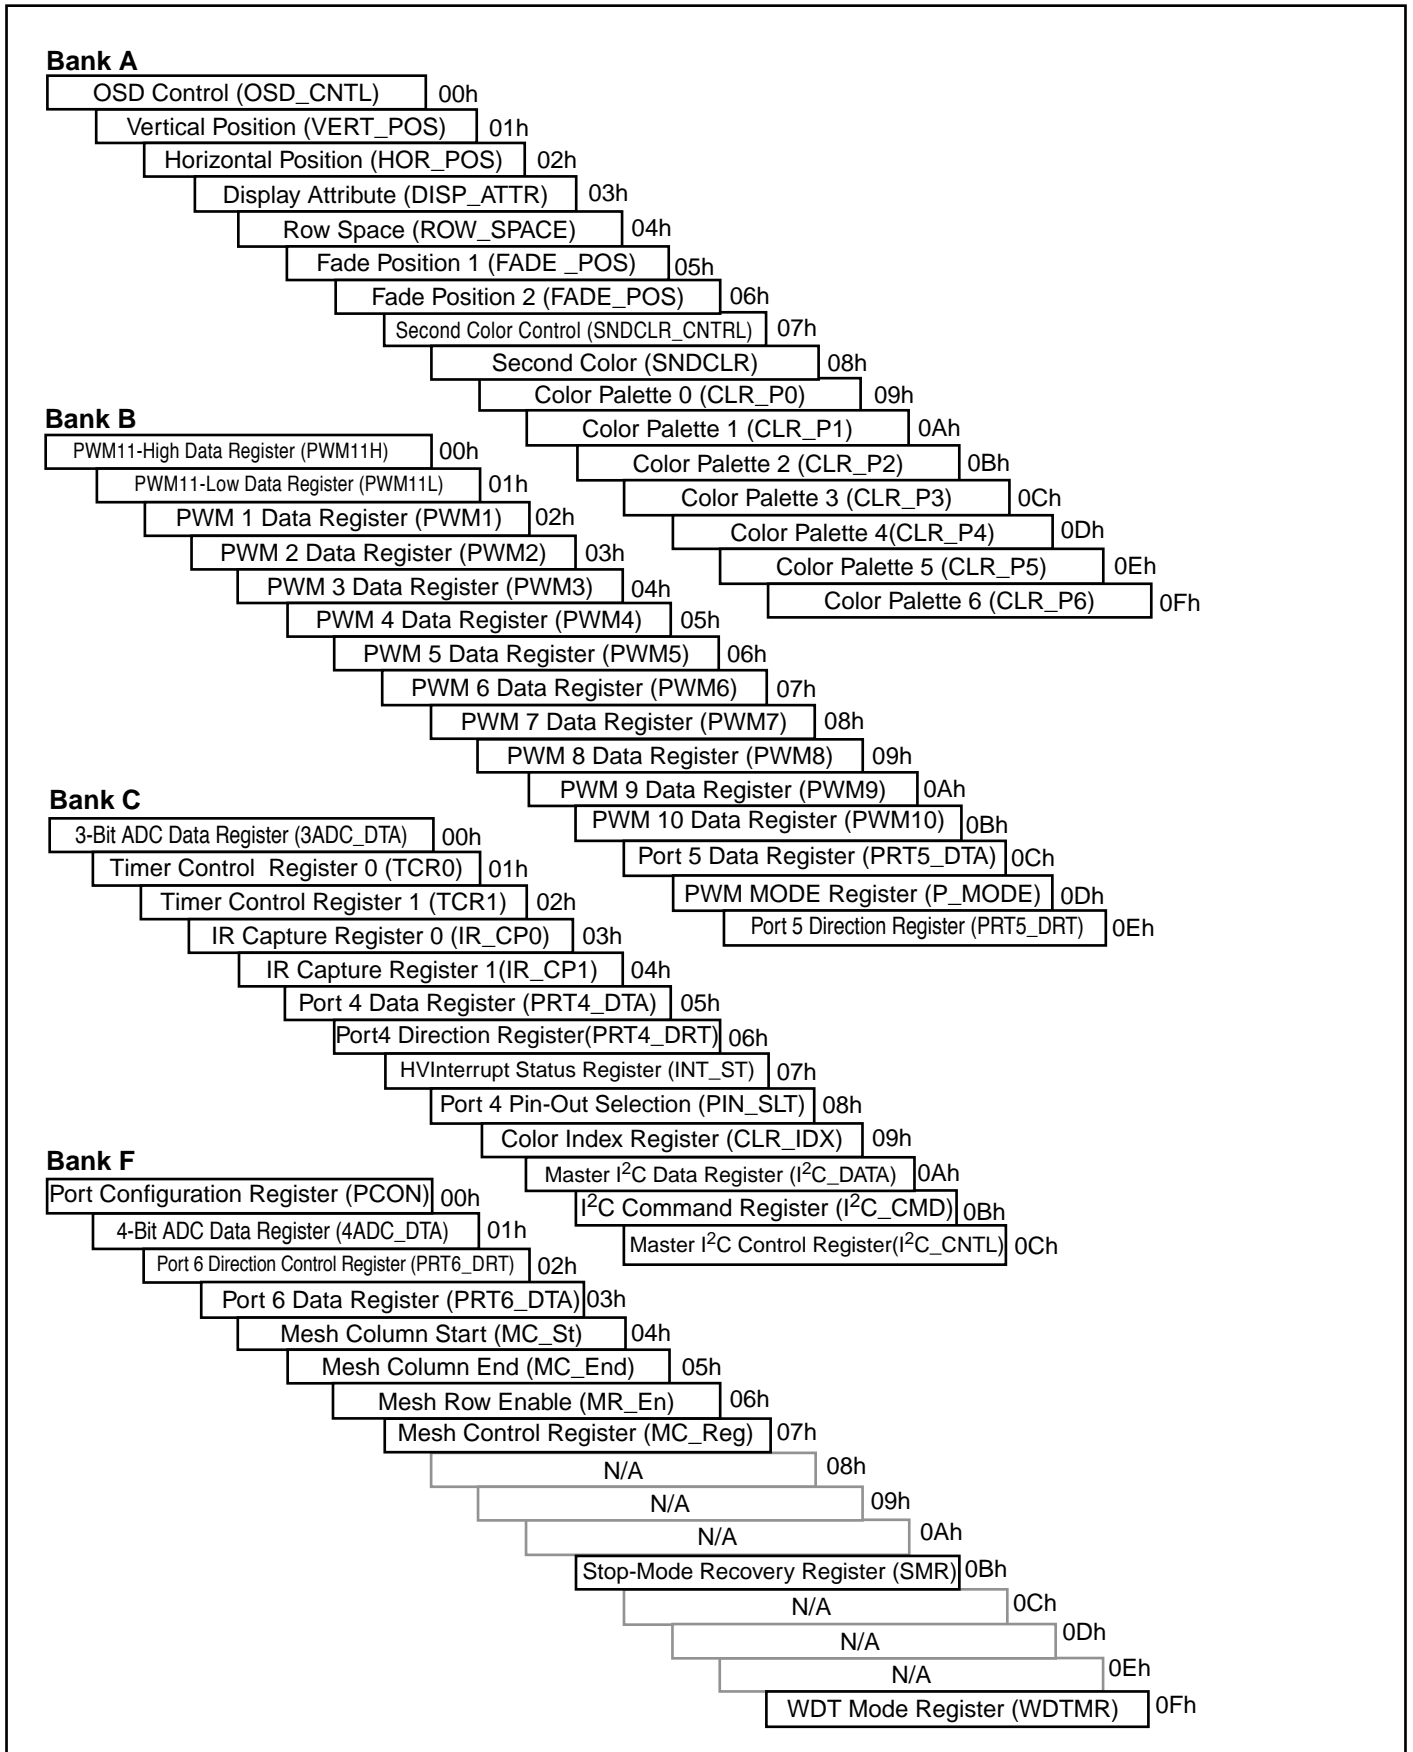 Bank A
OSD Control (OSD_CNTL) 00h
Vertical Position (VERT_POS) 01h
Horizontal Position (HOR_POS) 02h
Display Attribute (DISP_ATTR) 03h
Row Space (ROW_SPACE) 04h
Fade Position 1 (FADE _POS) 05h
Fade Position 2 (FADE_POS) 06h
Second Color Control (SNDCLR_CNTRL) 07h
Second Color (SNDCLR) 08h
Color Palette 0 (CLR_P0) 09h
Color Palette 1 (CLR_P1) 0Ah
Color Palette 2 (CLR_P2) 0Bh
Color Palette 3 (CLR_P3) 0Ch
Color Palette 4(CLR_P4) 0Dh
Color Palette 5 (CLR_P5) 0Eh
Color Palette 6 (CLR_P6) 0Fh
Bank B
PWM11-High Data Register (PWM11H) 00h
PWM11-Low Data Register (PWM11L) 01h
PWM 1 Data Register (PWM1) 02h
PWM 2 Data Register (PWM2) 03h
PWM 3 Data Register (PWM3) 04h
PWM 4 Data Register (PWM4) 05h
PWM 5 Data Register (PWM5) 06h
PWM 6 Data Register (PWM6) 07h
PWM 7 Data Register (PWM7) 08h
PWM 8 Data Register (PWM8) 09h
PWM 9 Data Register (PWM9) 0Ah
PWM 10 Data Register (PWM10) 0Bh
Port 5 Data Register (PRT5_DTA) 0Ch
PWM MODE Register (P_MODE) 0Dh
Port 5 Direction Register (PRT5_DRT) 0Eh
Bank C
3-Bit ADC Data Register (3ADC_DTA) 00h
Timer Control Register 0 (TCR0) 01h
Timer Control Register 1 (TCR1) 02h
IR Capture Register 0 (IR_CP0) 03h
IR Capture Register 1(IR_CP1) 04h
Port 4 Data Register (PRT4_DTA) 05h
Port4 Direction Register(PRT4_DRT) 06h
HVInterrupt Status Register (INT_ST) 07h
Port 4 Pin-Out Selection (PIN_SLT) 08h
Color Index Register (CLR_IDX) 09h
Master I²C Data Register (I²C_DATA) 0Ah
I²C Command Register (I²C_CMD) 0Bh
Master I²C Control Register(I²C_CNTL) 0Ch
Bank F
Port Configuration Register (PCON) 00h
4-Bit ADC Data Register (4ADC_DTA) 01h
Port 6 Direction Control Register (PRT6_DRT) 02h
Port 6 Data Register (PRT6_DTA) 03h
Mesh Column Start (MC_St) 04h
Mesh Column End (MC_End) 05h
Mesh Row Enable (MR_En) 06h
Mesh Control Register (MC_Reg) 07h
N/A 08h
N/A 09h
N/A 0Ah
Stop-Mode Recovery Register (SMR) 0Bh
N/A 0Ch
N/A 0Dh
N/A 0Eh
WDT Mode Register (WDTMR) 0Fh